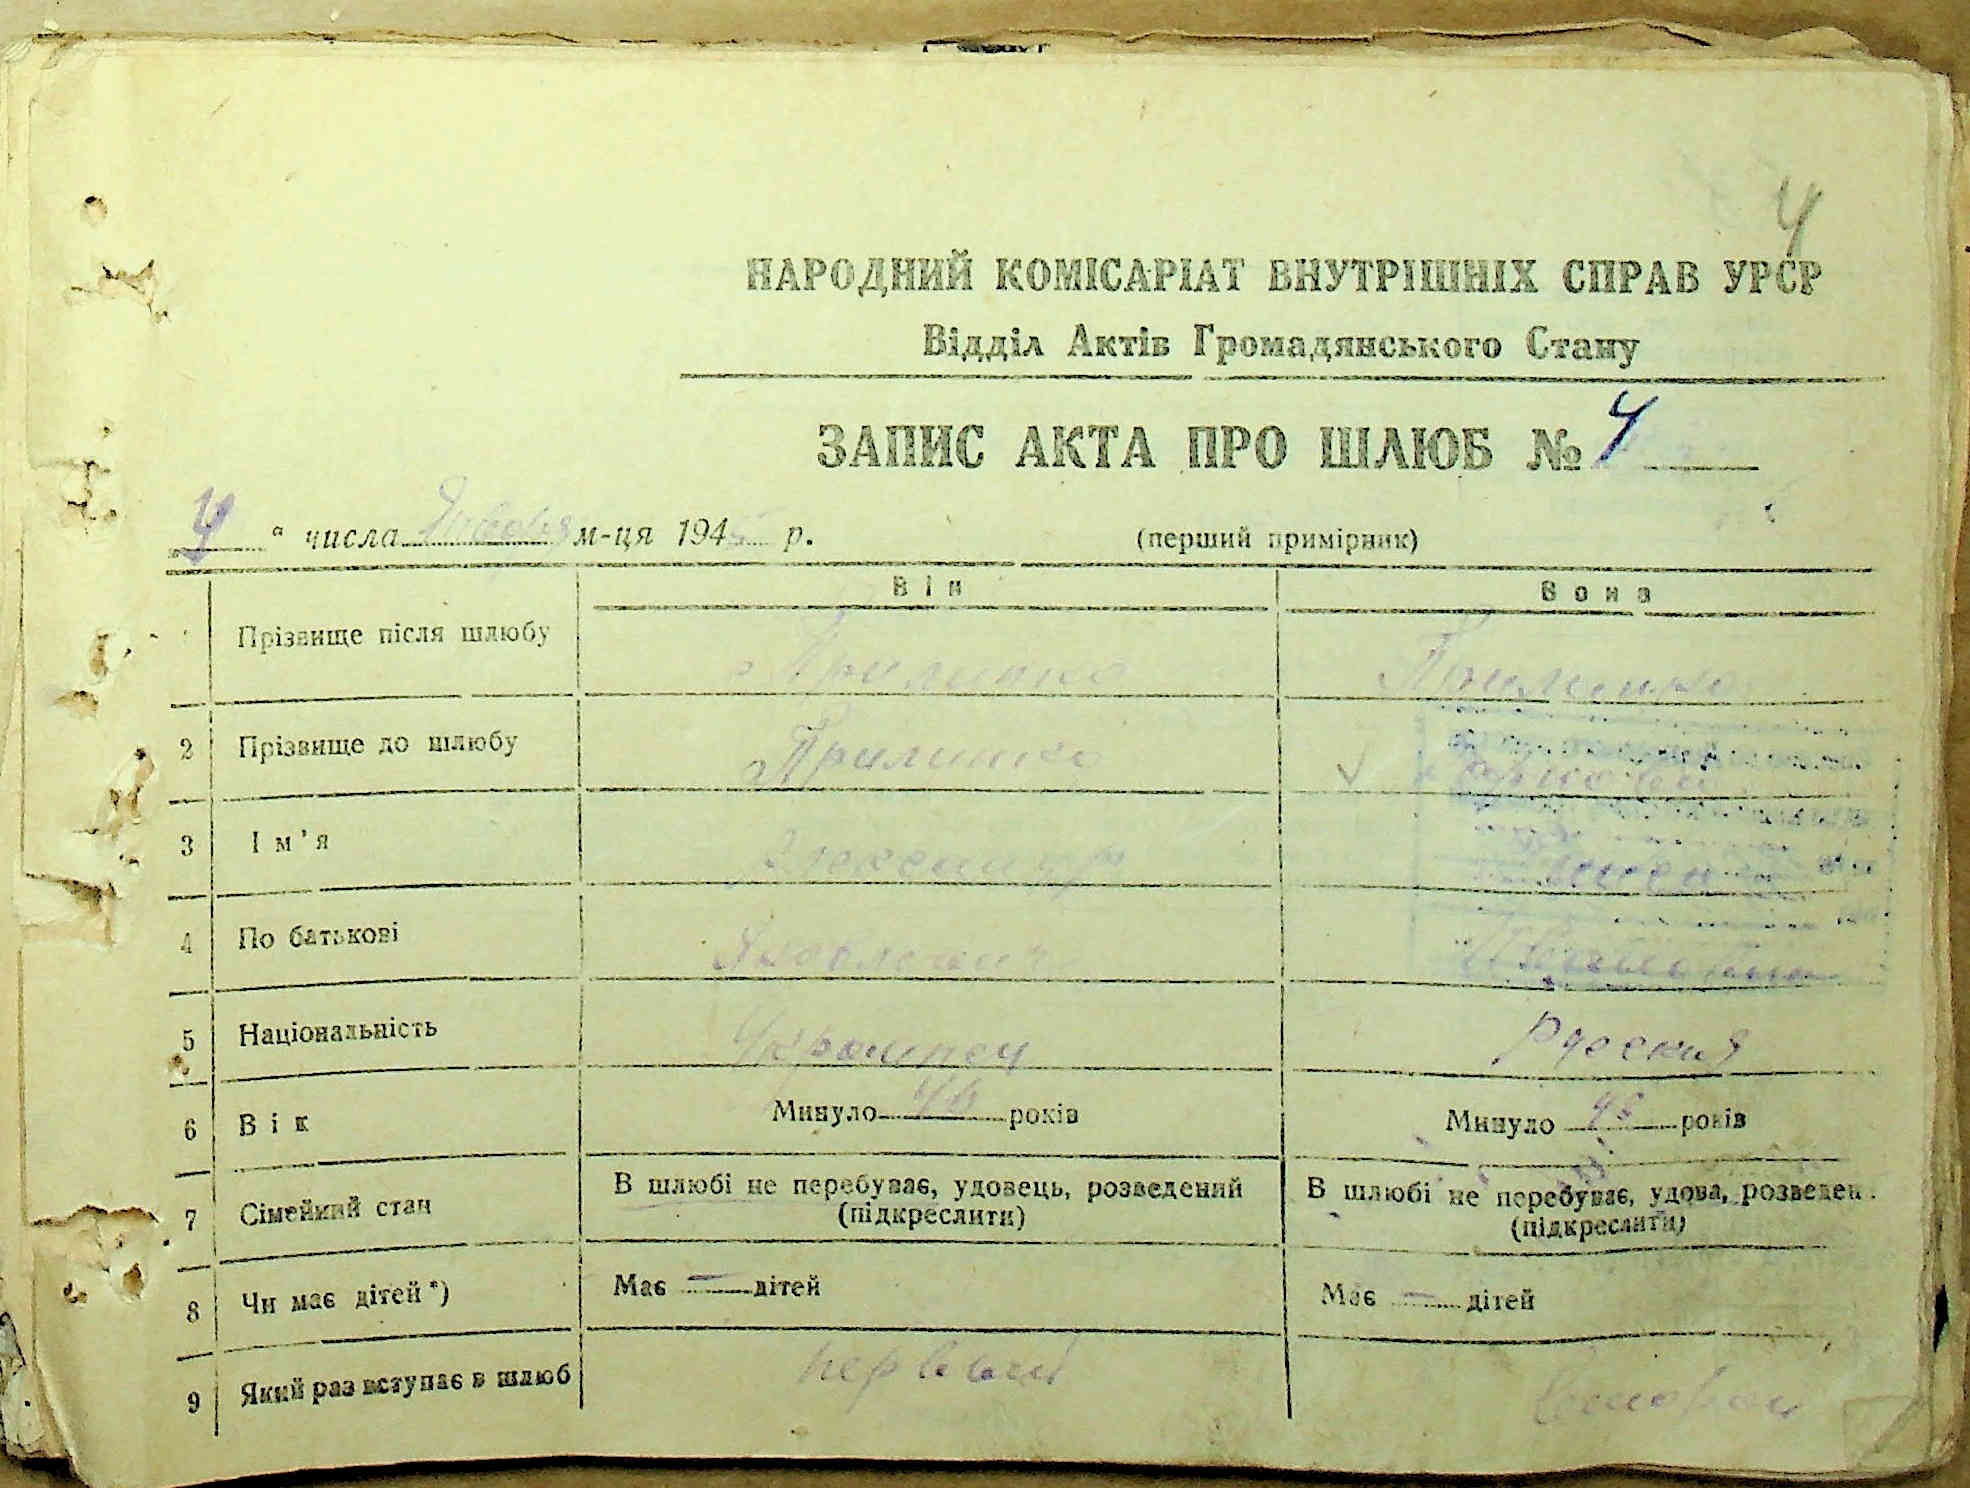 4
НАРОДНИЙ КОМІСАРІАТ ВНУТРІШНІХ СПРАВ УРСР
Відділ Актів Громадянського Стану
ЗАПИС АКТА ПРО ШЛЮБ № 4
4 " числа Января м-ця 194 р. (перший примірник)
Він Вона
Прізвище після шлюбу Прилипко Прилипко
2 Прізвище до шлюбу Прилипко
3 Ім'я Александр
4 По батькові Яковлевич
5 Національність Украинец Русская
6 Вік Минуло років Минуло років
7 Сімейний стан В шлюбі не перебуває, удовець, розведений В шлюбі не перебуває, удова, розведен.
(підкреслити) (підкреслити)
8 Чи має дітей *) Має — дітей Має — дітей
9 Який раз вступає в шлюб первый второй